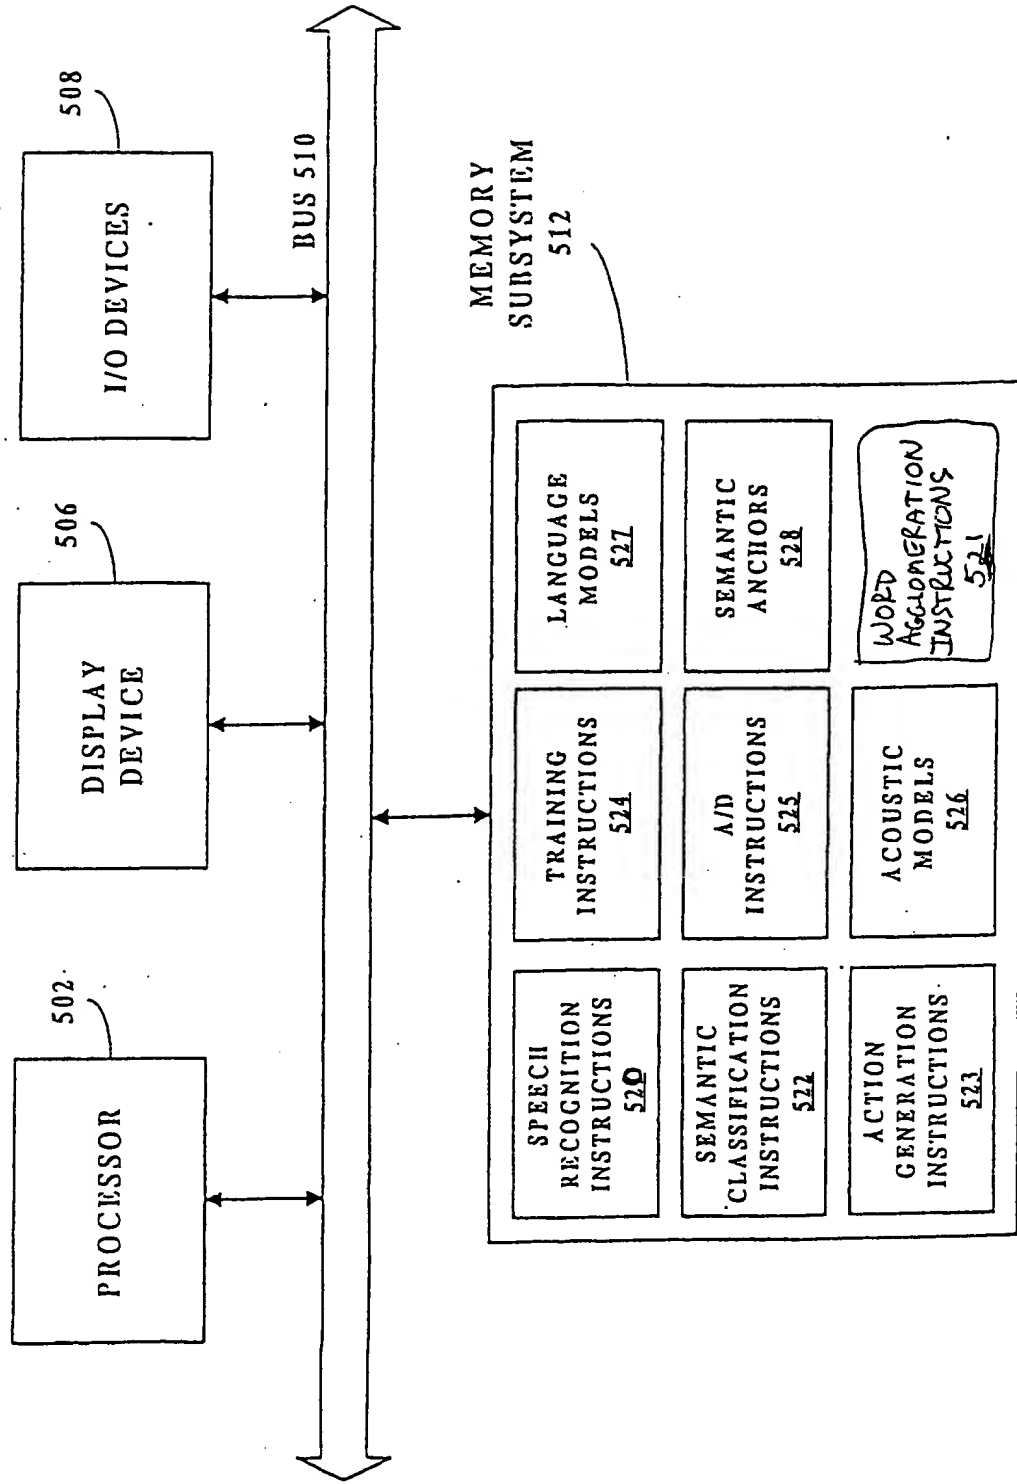 PROCESSOR
502
DISPLAY
DEVICE
506
I/O DEVICES
508
BUS 510
MEMORY
SUBSYSTEM
512
SPEECH
RECOGNITION
INSTRUCTIONS
520
TRAINING
INSTRUCTIONS
524
LANGUAGE
MODELS
527
SEMANTIC
CLASSIFICATION
INSTRUCTIONS
522
A/D
INSTRUCTIONS
525
SEMANTIC
ANCHORS
528
ACTION
GENERATION
INSTRUCTIONS
523
ACOUSTIC
MODELS
526
WORD
AGGLOMERATION
INSTRUCTIONS
521